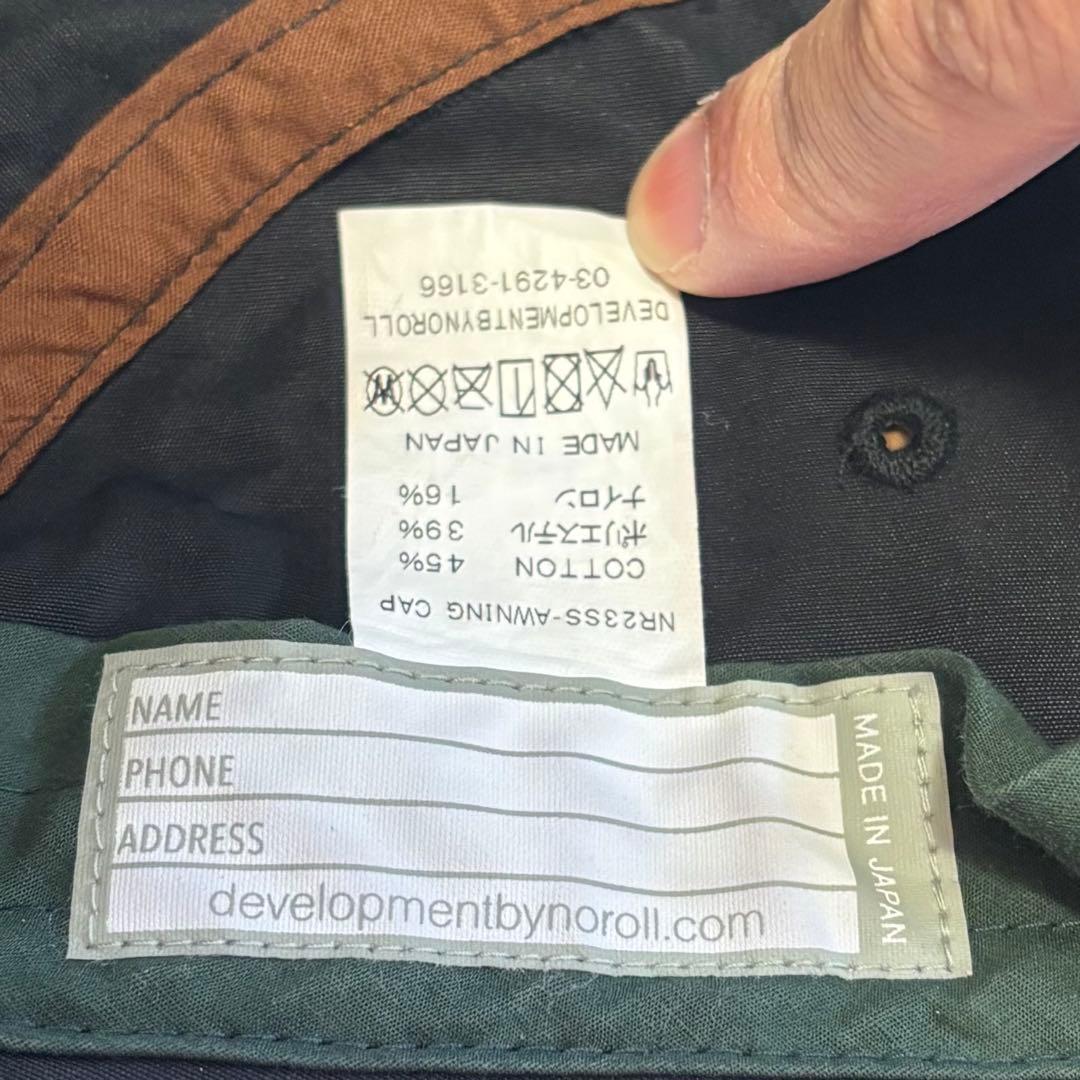 NR23SS-AWNING CAP
COTTON 45%
ポリエステル 39%
ナイロン 16%
MADE IN JAPAN
DEVELOPMENTBYNOROLL
03-4291-3166
NAME
PHONE
ADDRESS
developmentbynoroll.com
MADE IN JAPAN